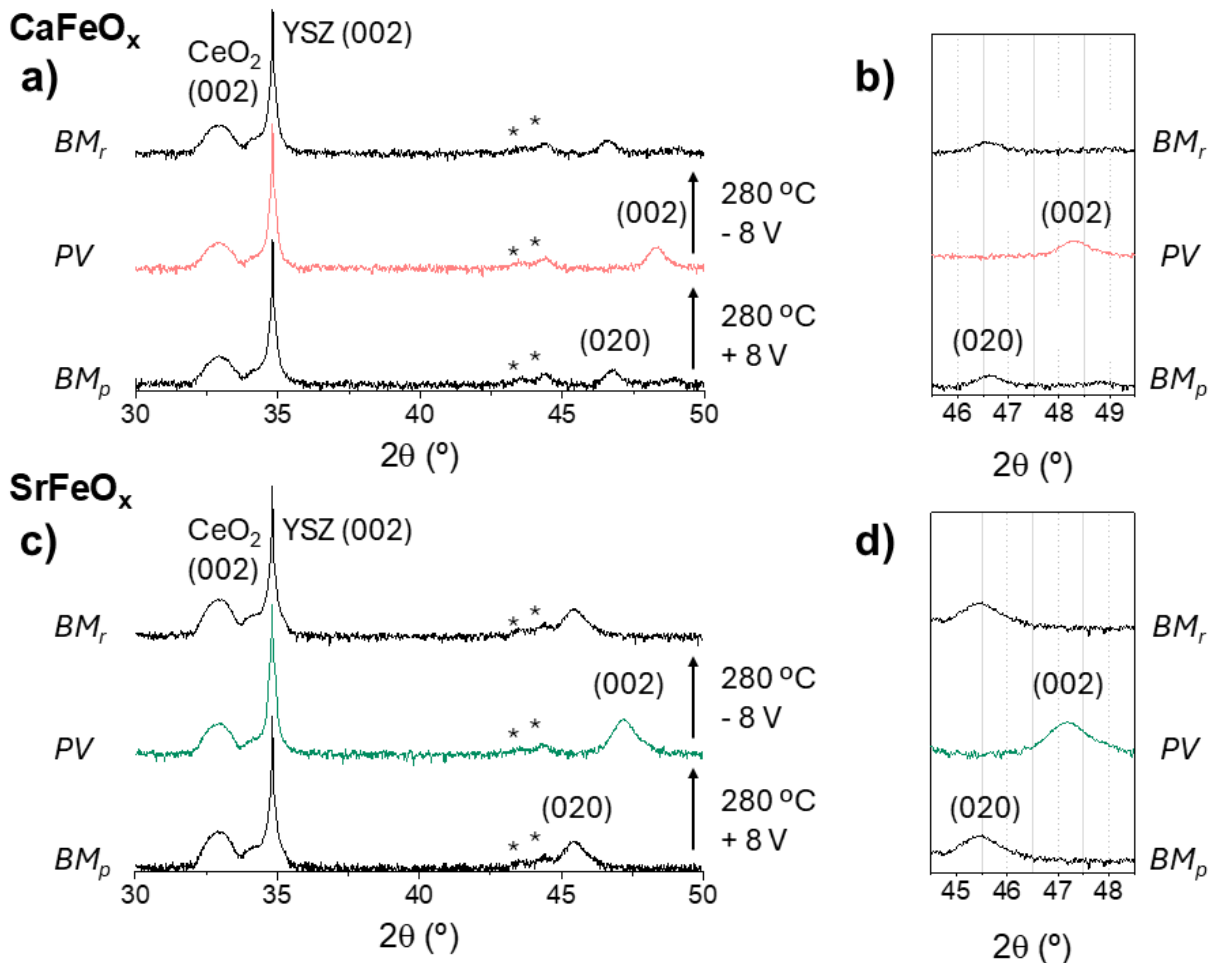 CaFeOₓ
a)
CeO₂
(002)
YSZ (002)
BMᵣ
* *
PV
* *
(002)
BMₚ
* *
(020)
280 ºC
- 8 V
280 ºC
+ 8 V
30 35 40 45 50
2θ (º)
b)
BMᵣ
(002)
PV
(020)
BMₚ
46 47 48 49
2θ (º)
SrFeOₓ
c)
CeO₂
(002)
YSZ (002)
BMᵣ
* *
PV
* *
(002)
BMₚ
* *
(020)
280 ºC
- 8 V
280 ºC
+ 8 V
30 35 40 45 50
2θ (º)
d)
BMᵣ
(002)
PV
(020)
BMₚ
45 46 47 48
2θ (º)